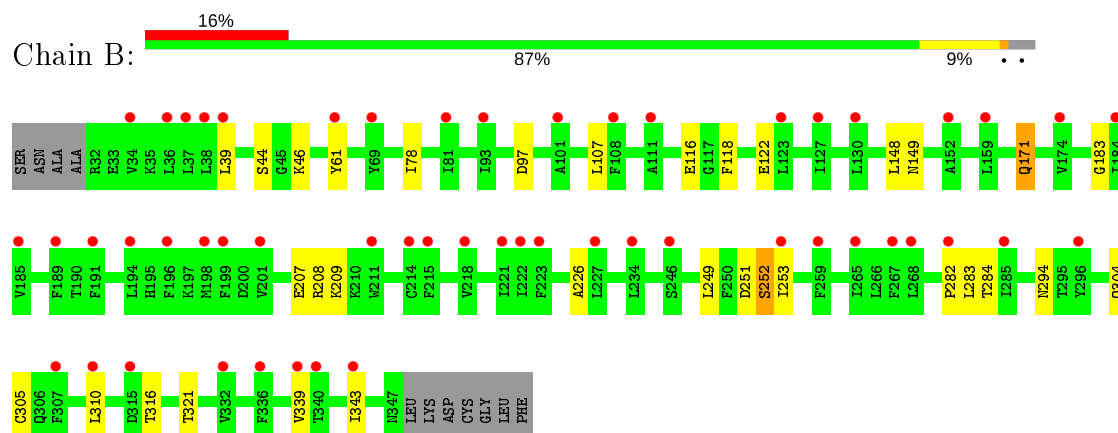 16%
Chain B:
87% 9% • •
SER ASN ALA ALA R32 E33 V34 K35 L36 L37 L38 L39 S44 G45 K46 Y61 Y69 I78 I81 I93 D97 A101 L107 F108 A111 E116 G117 F118 E122 L123 I127 L130 L148 N149 A152 L159 Q171 V174 G183 I184
V185 F189 T190 F191 L194 H195 F196 K197 M198 F199 D200 V201 E207 R208 K209 K210 W211 C214 F215 V218 I221 I222 F223 A226 L227 L234 S246 L249 F250 D251 S252 I253 F259 I265 L266 F267 L268 P282 L283 T284 I285 N294 T295 Y296
C305 Q306 F307 L310 D315 T316 T321 V332 F336 V339 T340 I343 N347 LEU LYS ASP CYS GLY LEU PHE